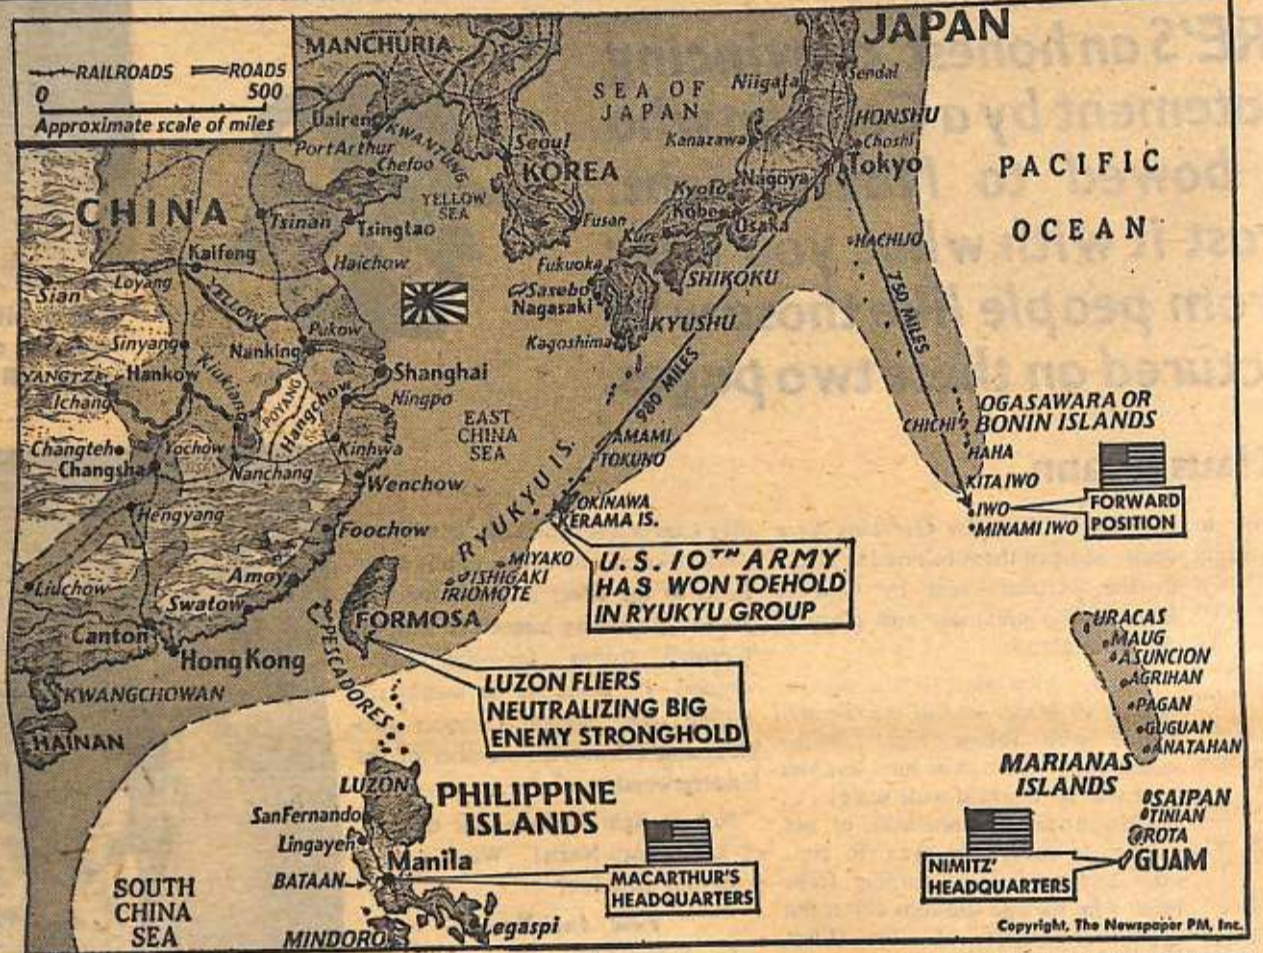 RAILROADS ROADS
0 500
Approximate scale of miles
MANCHURIA
JAPAN
SEA OF
JAPAN
Niigata
Sendai
HONSHU
Kanazawa
Choshi
Tokyo
Nagoya
Kyoto
Kobe
Osaka
Kure
SHIKOKU
Fukuoka
Sasebo
Nagasaki
KYUSHU
Kagoshima
PACIFIC
OCEAN
Dairen
KWANTUNG
Port Arthur
Chefoo
Seoul
KOREA
YELLOW
SEA
Fusan
CHINA
Tsinan
Tsingtao
Kaifeng
Haichow
Loyang
Sian
YELLOW
Pukow
Sinyang
Nanking
YANGTZE
Hankow
Kiukiang
Shanghai
Ichang
POYANG
Hangchow
Ningpo
Changteh
Yochow
Kinhwa
Changsha
Nanchang
Wenchow
Hengyang
Foochow
Liuchow
Amoy
Swatow
Canton
Hong Kong
KWANGCHOWAN
HAINAN
EAST
CHINA
SEA
HACHIJO
750 MILES
980 MILES
AMAMI
TOKUNO
RYUKYU IS.
OKINAWA
KERAMA IS.
MIYAKO
ISHIGAKI
IRIOMOTE
FORMOSA
PESCADORES
U.S. 10TH ARMY
HAS WON TOEHOLD
IN RYUKYU GROUP
LUZON FLIERS
NEUTRALIZING BIG
ENEMY STRONGHOLD
OGASAWARA OR
BONIN ISLANDS
CHICHI
HAHA
KITA IWO
IWO
MINAMI IWO
FORWARD
POSITION
URACAS
MAUG
ASUNCION
AGRIHAN
PAGAN
GUGUAN
ANATAHAN
MARIANAS
ISLANDS
SAIPAN
TINIAN
ROTA
GUAM
NIMITZ'
HEADQUARTERS
LUZON
PHILIPPINE
ISLANDS
San Fernando
Lingayen
Manila
BATAAN
MACARTHUR'S
HEADQUARTERS
Legaspi
MINDORO
SOUTH
CHINA
SEA
Copyright, The Newspaper PM, Inc.